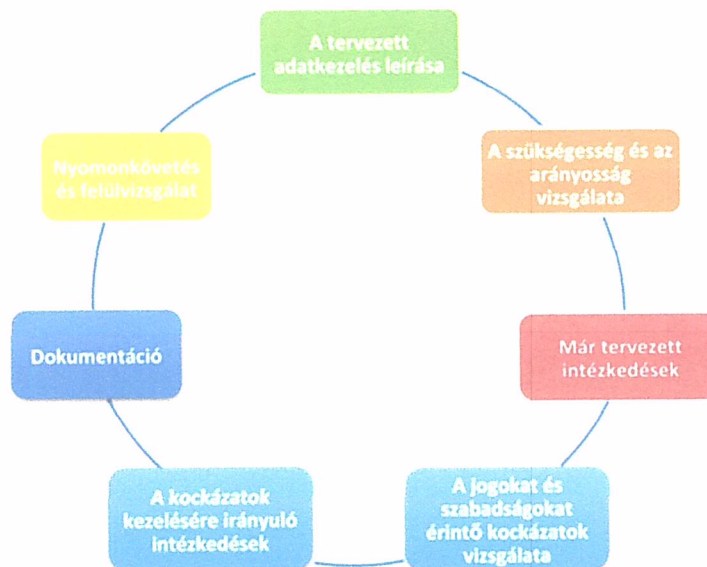 A tervezett
adatkezelés leírása
A szükségesség és az
arányosság
vizsgálata
Már tervezett
intézkedések
A jogokat és
szabadságokat
érintő kockázatok
vizsgálata
A kockázatok
kezelésére irányuló
intézkedések
Dokumentáció
Nyomonkövetés
és felülvizsgálat